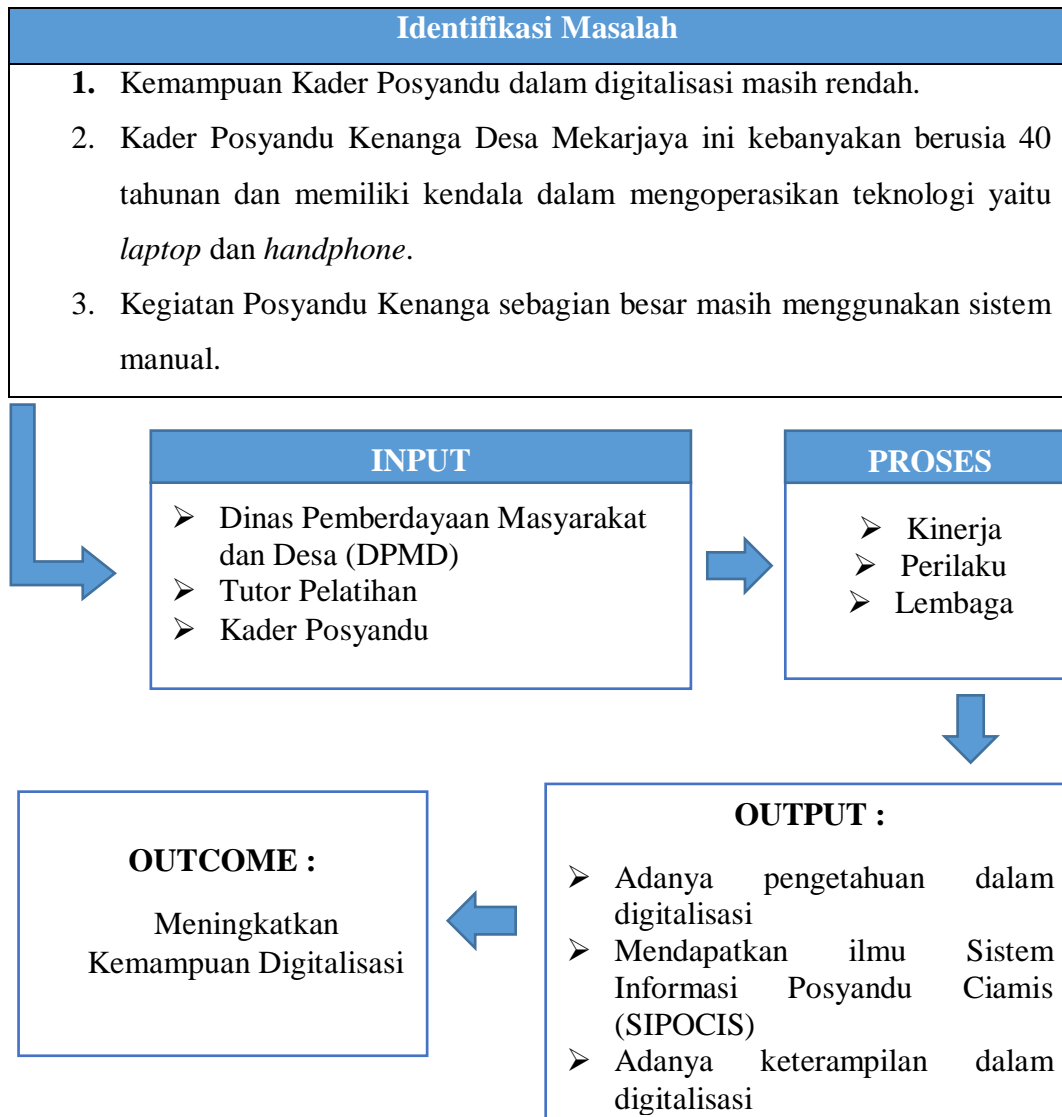 Identifikasi Masalah
1. Kemampuan Kader Posyandu dalam digitalisasi masih rendah.
2. Kader Posyandu Kenanga Desa Mekarjaya ini kebanyakan berusia 40
tahunan dan memiliki kendala dalam mengoperasikan teknologi yaitu
laptop dan handphone.
3. Kegiatan Posyandu Kenanga sebagian besar masih menggunakan sistem
manual.
INPUT
➢ Dinas Pemberdayaan Masyarakat
dan Desa (DPMD)
➢ Tutor Pelatihan
➢ Kader Posyandu
PROSES
➢ Kinerja
➢ Perilaku
➢ Lembaga
OUTPUT :
➢ Adanya pengetahuan dalam
digitalisasi
➢ Mendapatkan ilmu Sistem
Informasi Posyandu Ciamis
(SIPOCIS)
➢ Adanya keterampilan dalam
digitalisasi
OUTCOME :
Meningkatkan
Kemampuan Digitalisasi